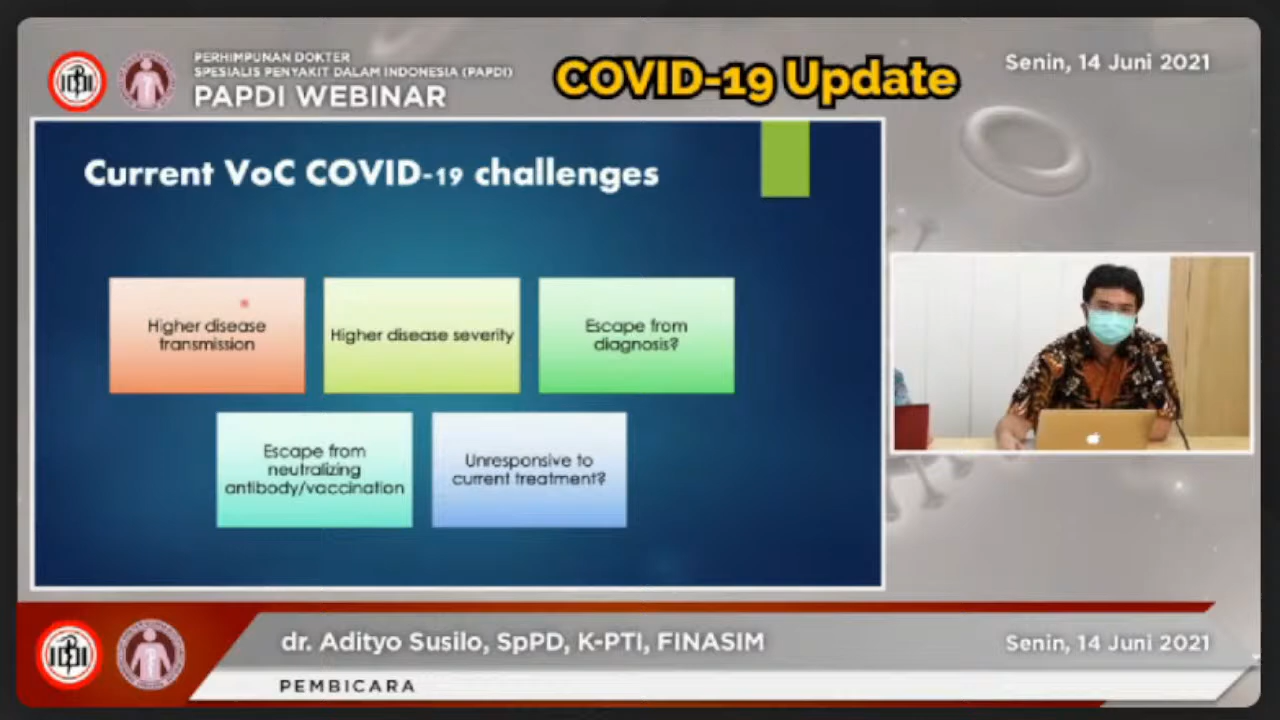 PERHIMPUNAN DOKTER
SPESIALIS PENYAKIT DALAM INDONESIA (PAPDI)
PAPDI WEBINAR
COVID-19 Update
Senin, 14 Juni 2021
Current VoC COVID-19 challenges
Higher disease
transmission
Higher disease severity
Escape from
diagnosis?
Escape from
neutralizing
antibody/vaccination
Unresponsive to
current treatment?
dr. Adityo Susilo, SpPD, K-PTI, FINASIM
Senin, 14 Juni 2021
PEMBICARA